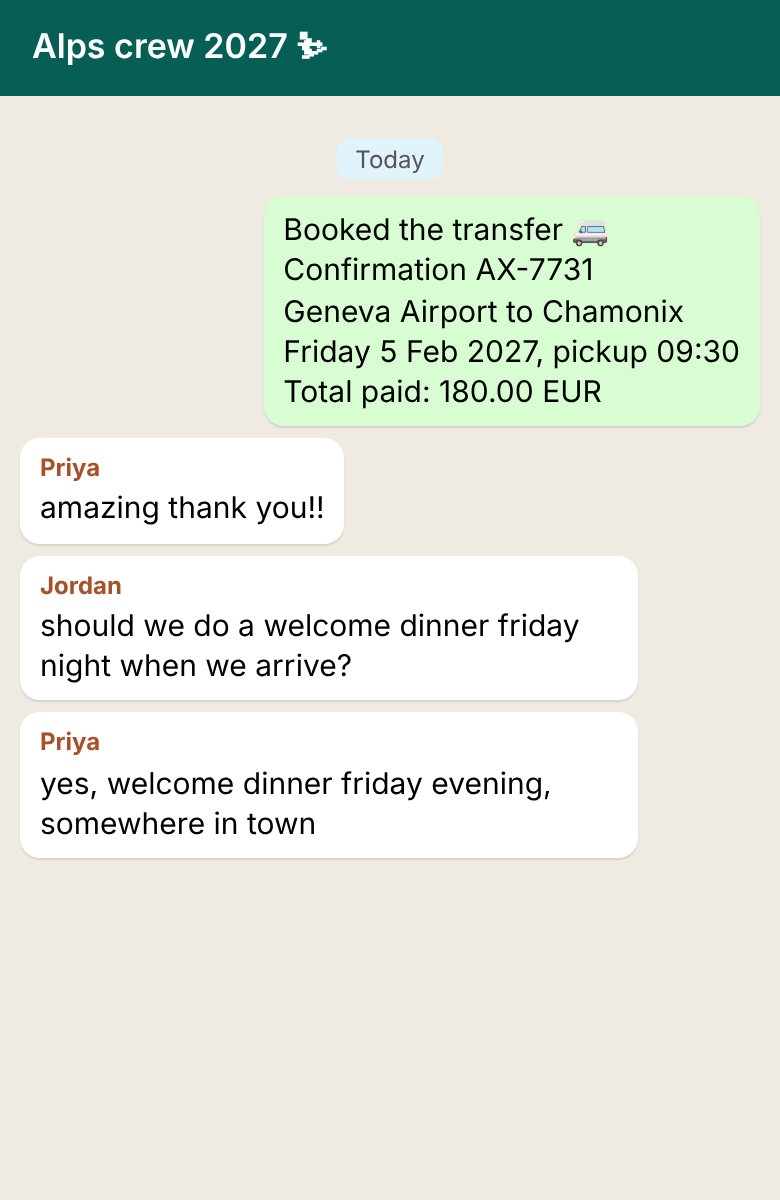 Alps crew 2027 ⛷
Today
Booked the transfer 🚐
Confirmation AX-7731
Geneva Airport to Chamonix
Friday 5 Feb 2027, pickup 09:30
Total paid: 180.00 EUR
Priya
amazing thank you!!
Jordan
should we do a welcome dinner friday
night when we arrive?
Priya
yes, welcome dinner friday evening,
somewhere in town